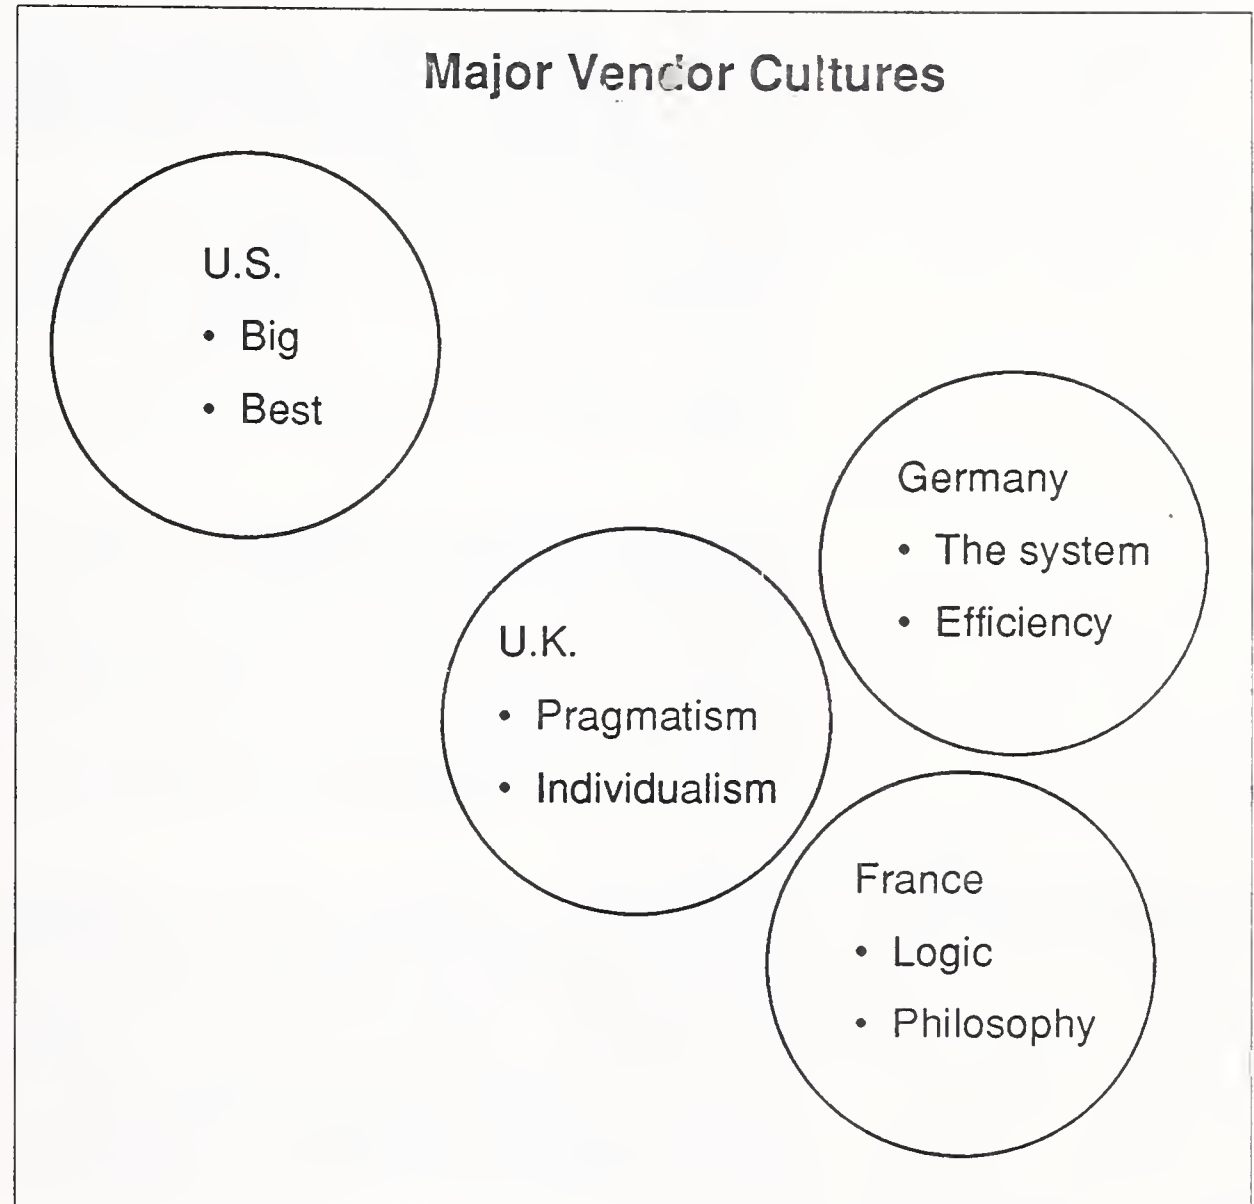 Major Vendor Cultures
U.S.
• Big
• Best
Germany
• The system
• Efficiency
U.K.
• Pragmatism
• Individualism
France
• Logic
• Philosophy